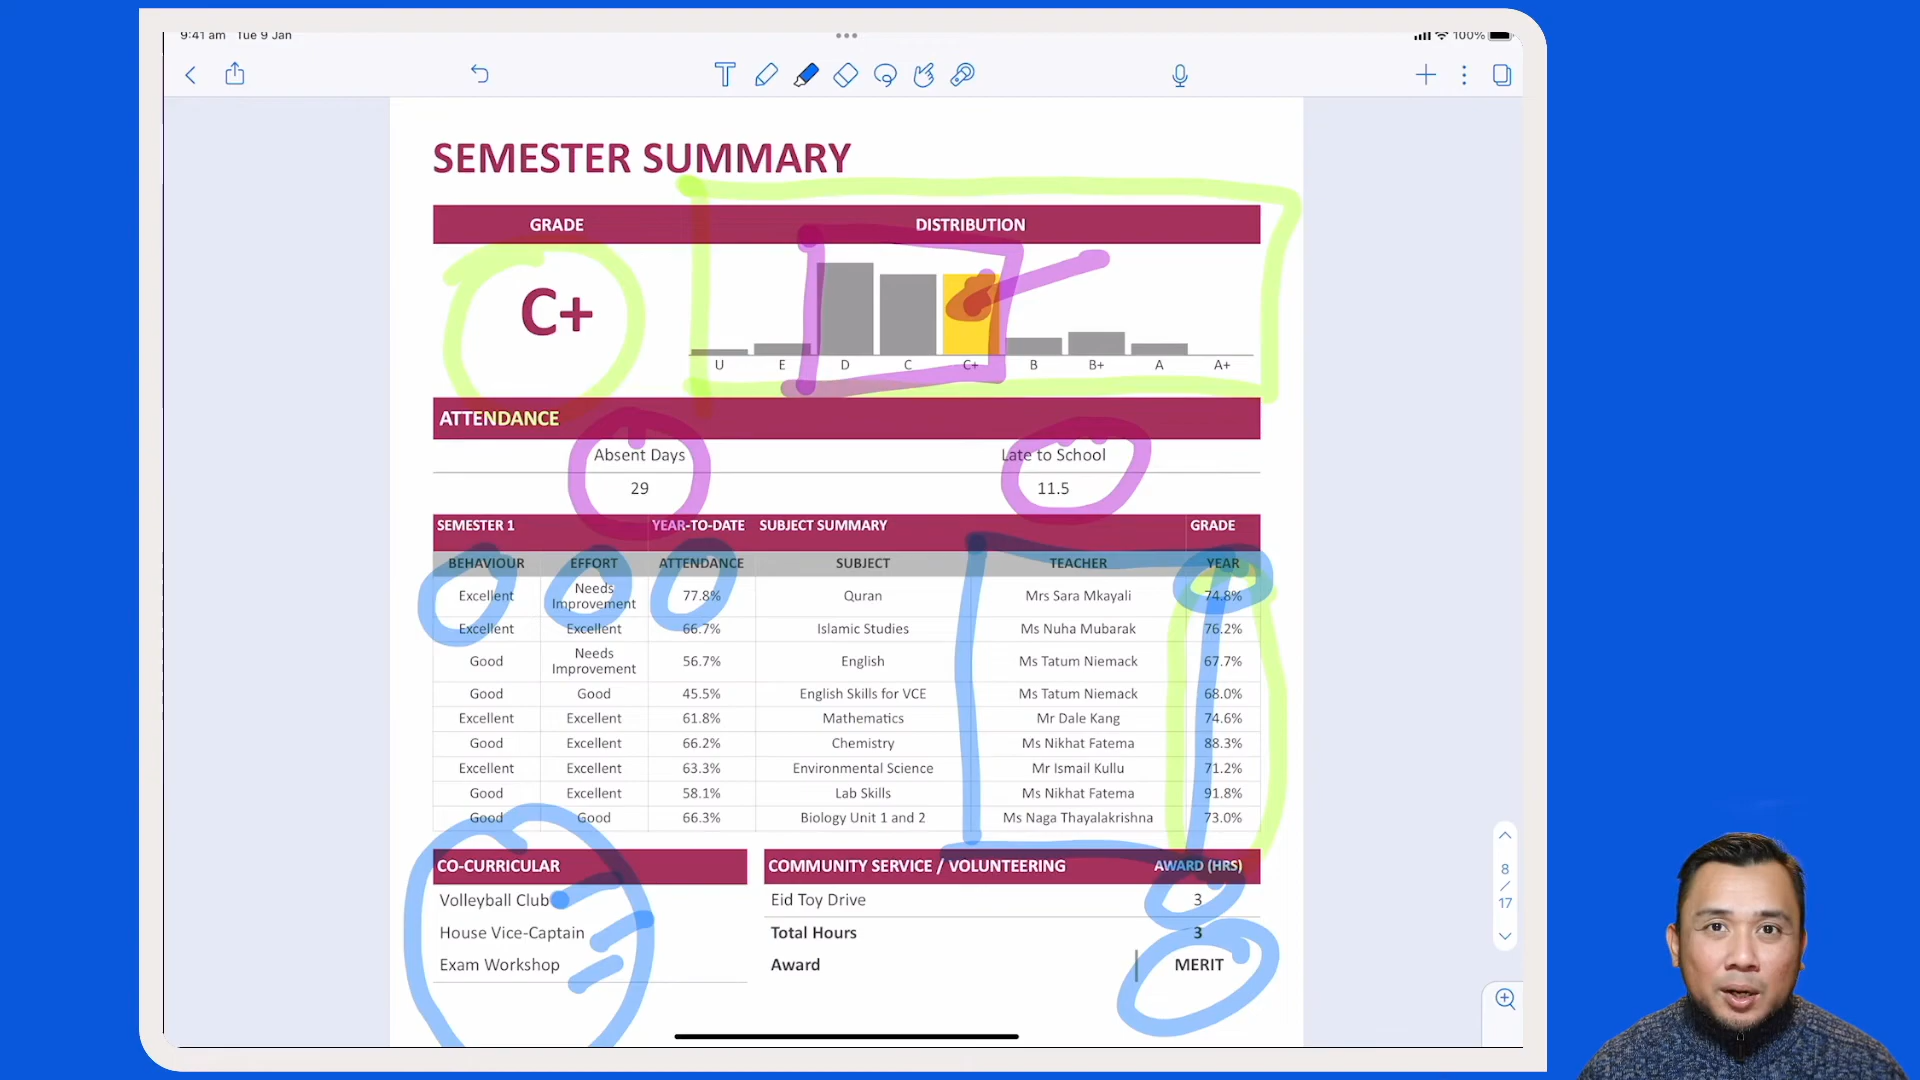 9:41 am Tue 9 Jan
100%
SEMESTER SUMMARY
GRADE DISTRIBUTION
C+
U E D C C+ B B+ A A+
ATTENDANCE
Absent Days Late to School
29 11.5
SEMESTER 1 YEAR-TO-DATE SUBJECT SUMMARY GRADE
BEHAVIOUR EFFORT ATTENDANCE SUBJECT TEACHER YEAR
Excellent Needs Improvement 77.8% Quran Mrs Sara Mkayali 74.8%
Excellent Excellent 66.7% Islamic Studies Ms Nuha Mubarak 76.2%
Good Needs Improvement 56.7% English Ms Tatum Niemack 67.7%
Good Good 45.5% English Skills for VCE Ms Tatum Niemack 68.0%
Excellent Excellent 61.8% Mathematics Mr Dale Kang 74.6%
Good Excellent 66.2% Chemistry Ms Nikhat Fatema 88.3%
Excellent Excellent 63.3% Environmental Science Mr Ismail Kullu 71.2%
Good Excellent 58.1% Lab Skills Ms Nikhat Fatema 91.8%
Good Good 66.3% Biology Unit 1 and 2 Ms Naga Thayalakrishna 73.0%
CO-CURRICULAR
Volleyball Club
House Vice-Captain
Exam Workshop
COMMUNITY SERVICE / VOLUNTEERING AWARD (HRS)
Eid Toy Drive 3
Total Hours 3
Award MERIT
8
/
17